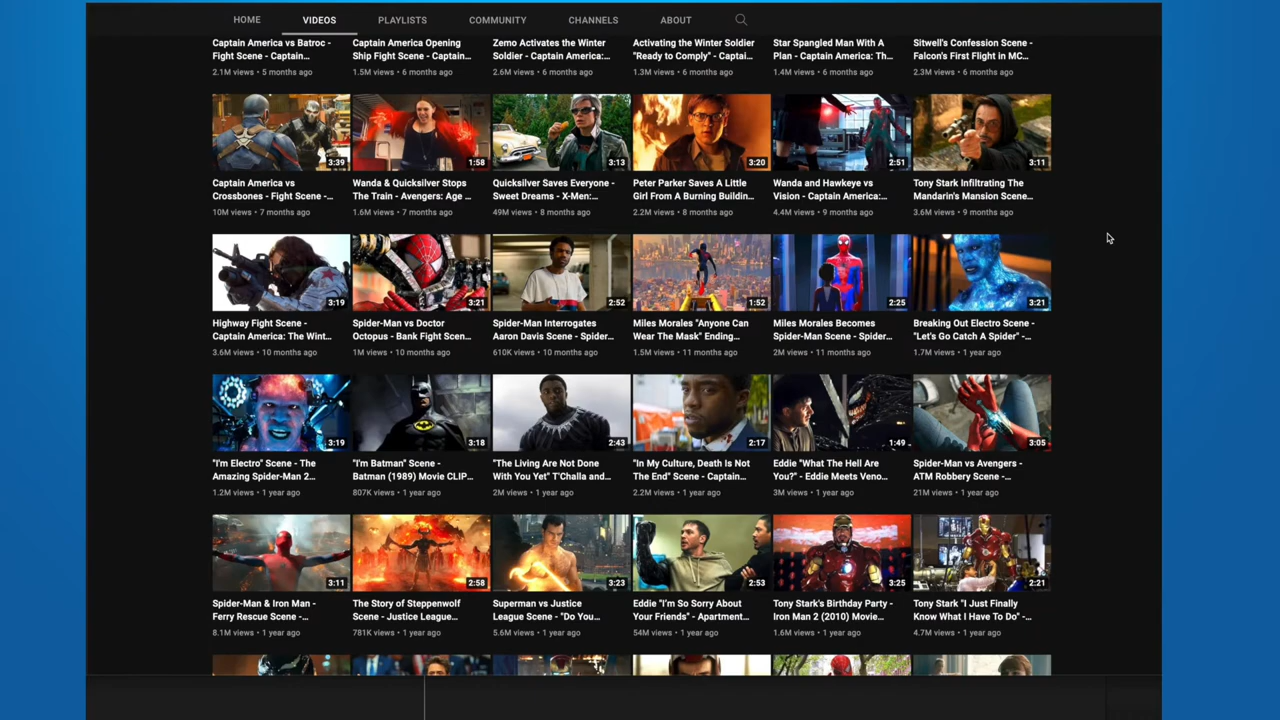 HOME VIDEOS PLAYLISTS COMMUNITY CHANNELS ABOUT
Captain America vs Batroc -
Fight Scene - Captain...
2.1M views • 5 months ago
Captain America Opening
Ship Fight Scene - Captain...
1.5M views • 6 months ago
Zemo Activates the Winter
Soldier - Captain America:...
2.6M views • 6 months ago
Activating the Winter Soldier
"Ready to Comply" - Captai...
1.3M views • 6 months ago
Star Spangled Man With A
Plan - Captain America: Th...
1.4M views • 6 months ago
Sitwell's Confession Scene -
Falcon's First Flight in MC...
2.3M views • 6 months ago
3:39
Captain America vs
Crossbones - Fight Scene -...
10M views • 7 months ago
1:58
Wanda & Quicksilver Stops
The Train - Avengers: Age ...
1.6M views • 7 months ago
3:13
Quicksilver Saves Everyone -
Sweet Dreams - X-Men:...
49M views • 8 months ago
3:20
Peter Parker Saves A Little
Girl From A Burning Buildin...
2.2M views • 8 months ago
2:51
Wanda and Hawkeye vs
Vision - Captain America:...
4.4M views • 9 months ago
3:11
Tony Stark Infiltrating The
Mandarin's Mansion Scene...
3.6M views • 9 months ago
3:19
Highway Fight Scene -
Captain America: The Wint...
3.6M views • 10 months ago
3:21
Spider-Man vs Doctor
Octopus - Bank Fight Scen...
1M views • 10 months ago
2:52
Spider-Man Interrogates
Aaron Davis Scene - Spider...
610K views • 10 months ago
1:52
Miles Morales "Anyone Can
Wear The Mask" Ending...
1.5M views • 11 months ago
2:25
Miles Morales Becomes
Spider-Man Scene - Spider...
2M views • 11 months ago
3:21
Breaking Out Electro Scene -
"Let's Go Catch A Spider" -...
1.7M views • 1 year ago
3:19
"I'm Electro" Scene - The
Amazing Spider-Man 2...
1.2M views • 1 year ago
3:18
"I'm Batman" Scene -
Batman (1989) Movie CLIP...
807K views • 1 year ago
2:43
"The Living Are Not Done
With You Yet" T'Challa and...
2M views • 1 year ago
2:17
"In My Culture, Death Is Not
The End" Scene - Captain...
2.2M views • 1 year ago
1:49
Eddie "What The Hell Are
You?" - Eddie Meets Veno...
3M views • 1 year ago
3:05
Spider-Man vs Avengers -
ATM Robbery Scene -...
21M views • 1 year ago
3:11
Spider-Man & Iron Man -
Ferry Rescue Scene -...
8.1M views • 1 year ago
2:58
The Story of Steppenwolf
Scene - Justice League...
781K views • 1 year ago
3:23
Superman vs Justice
League Scene - "Do You...
5.6M views • 1 year ago
2:53
Eddie "I'm So Sorry About
Your Friends" - Apartment...
54M views • 1 year ago
3:25
Tony Stark's Birthday Party -
Iron Man 2 (2010) Movie...
1.6M views • 1 year ago
2:21
Tony Stark "I Just Finally
Know What I Have To Do" -...
4.7M views • 1 year ago